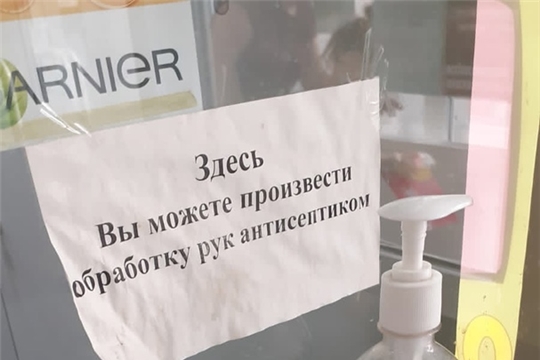 GARNIER
Здесь
Вы можете произвести
обработку рук антисептиком